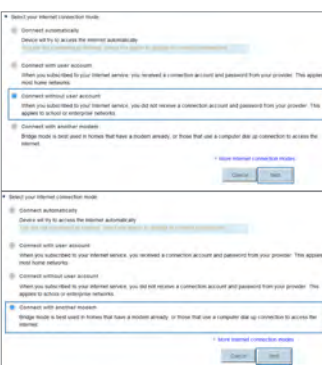 Select your internet connection mode.
Connect automatically
Device will try to access the internet automatically
Connect with user account
When you subscribed to your internet service, you received a connection account and password from your provider. This applies
most home networks.
Connect without user account
When you subscribed to your internet service, you did not receive a connection account and password from your provider. This
applies to school or enterprise networks.
Connect with another modem
Bridge mode is best used in homes that have a modem already, or those that use a computer dial up connection to access the
internet.
More internet connection modes
Cancel Next
Select your internet connection mode.
Connect automatically
Device will try to access the internet automatically
Connect with user account
When you subscribed to your internet service, you received a connection account and password from your provider. This applies
most home networks.
Connect without user account
When you subscribed to your internet service, you did not receive a connection account and password from your provider. This
applies to school or enterprise networks.
Connect with another modem
Bridge mode is best used in homes that have a modem already, or those that use a computer dial up connection to access the
internet.
More internet connection modes
Cancel Next